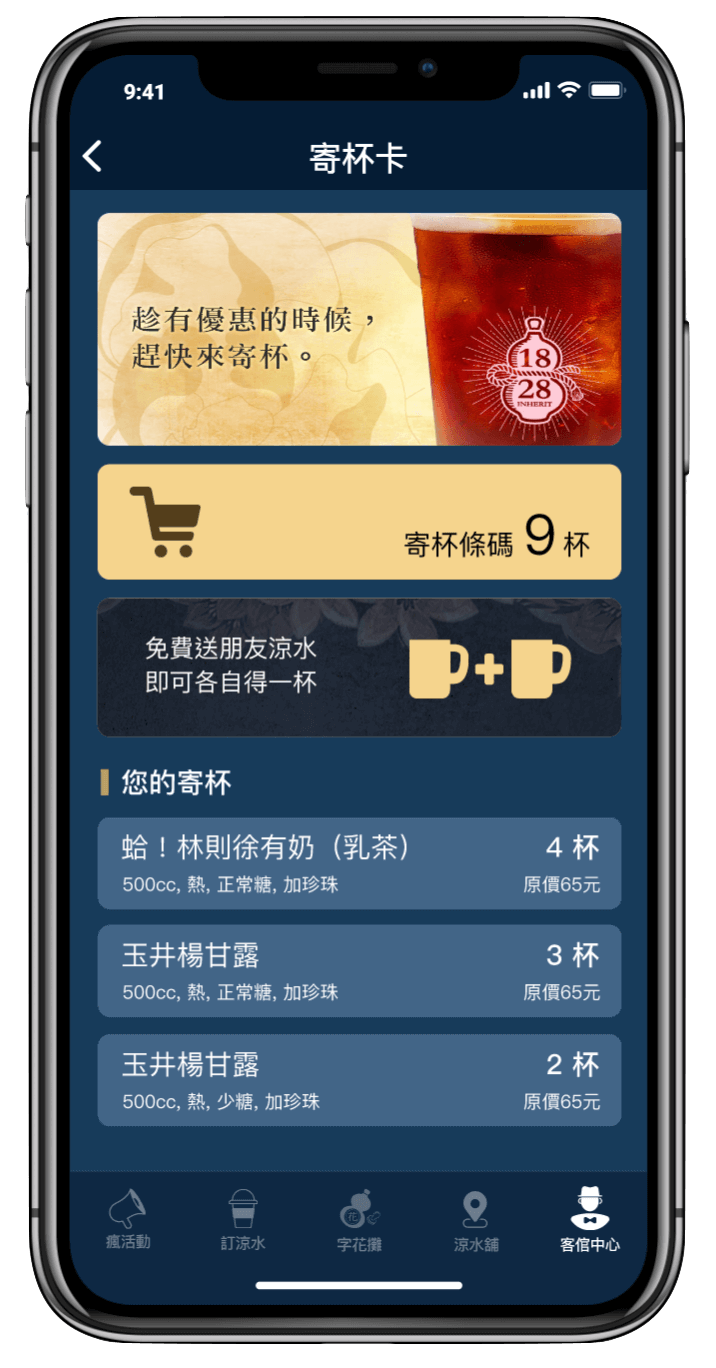 9:41
寄杯卡
趁有優惠的時候，
趕快來寄杯。
18
28
INHERIT
寄杯條碼 9 杯
免費送朋友涼水
即可各自得一杯
您的寄杯
蛤！林則徐有奶（乳茶） 4 杯
500cc, 熱, 正常糖, 加珍珠 原價65元
玉井楊甘露 3 杯
500cc, 熱, 正常糖, 加珍珠 原價65元
玉井楊甘露 2 杯
500cc, 熱, 少糖, 加珍珠 原價65元
花
瘋活動 訂涼水 字花攤 涼水舖 客倌中心